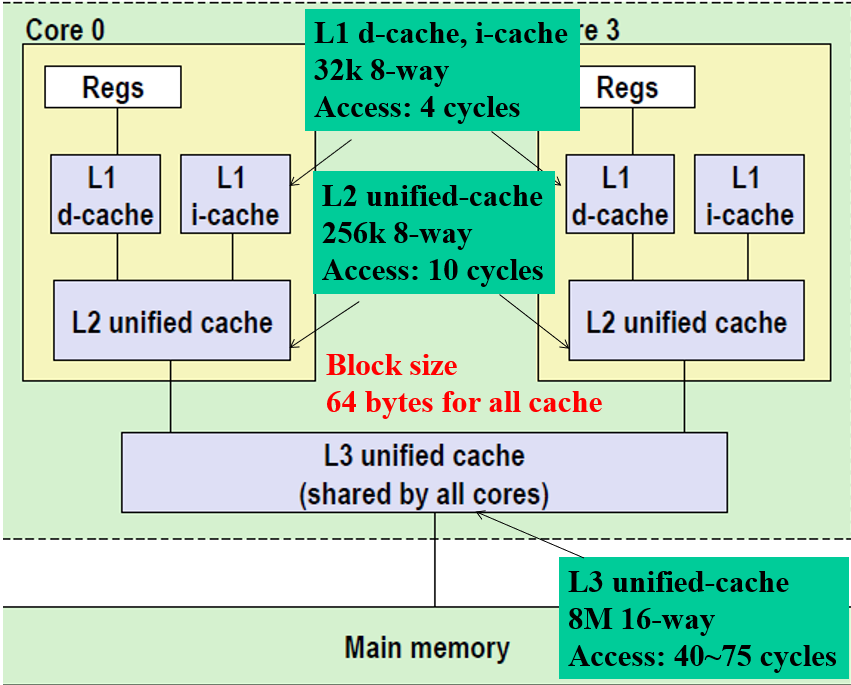 Core 0
L1 d-cache, i-cache
32k 8-way
Access: 4 cycles
re 3
Regs
Regs
L1
d-cache
L1
i-cache
L2 unified-cache
256k 8-way
Access: 10 cycles
L1
d-cache
L1
i-cache
L2 unified cache
L2 unified cache
Block size
64 bytes for all cache
L3 unified cache
(shared by all cores)
L3 unified-cache
8M 16-way
Access: 40~75 cycles
Main memory